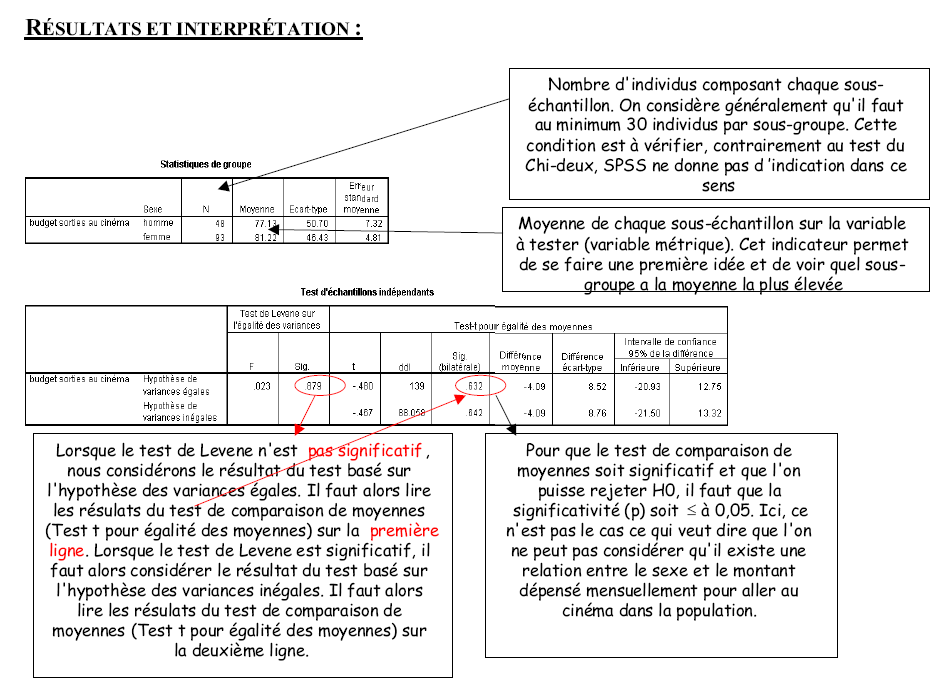 RÉSULTATS ET INTERPRÉTATION :
Nombre d'individus composant chaque sous-
échantillon. On considère généralement qu'il faut
au minimum 30 individus par sous-groupe. Cette
condition est à vérifier, contrairement au test du
Chi-deux, SPSS ne donne pas d 'indication dans ce
sens
Statistiques de groupe
Sexe N Moyenne Ecart-type Erreur standard moyenne
budget sorties au cinéma homme 48 77.13 50.70 7.32
femme 93 81.22 46.43 4.81
Moyenne de chaque sous-échantillon sur la variable
à tester (variable métrique). Cet indicateur permet
de se faire une première idée et de voir quel sous-
groupe a la moyenne la plus élevée
Test d'échantillons indépendants
Test de Levene sur
l'égalité des variances
Test-t pour égalité des moyennes
F Sig. t ddl Sig. (bilatérale) Différence moyenne Différence écart-type Intervalle de confiance 95% de la différence Inférieure Supérieure
budget sorties au cinéma Hypothèse de variances égales .023 .879 -.480 139 .632 -4.09 8.52 -20.93 12.75
Hypothèse de variances inégales -.467 88.058 .642 -4.09 8.76 -21.50 13.32
Lorsque le test de Levene n'est pas significatif,
nous considérons le résultat du test basé sur
l'hypothèse des variances égales. Il faut alors lire
les résulats du test de comparaison de moyennes
(Test t pour égalité des moyennes) sur la première
ligne. Lorsque le test de Levene est significatif, il
faut alors considérer le résultat du test basé sur
l'hypothèse des variances inégales. Il faut alors
lire les résulats du test de comparaison de
moyennes (Test t pour égalité des moyennes) sur
la deuxième ligne.
Pour que le test de comparaison de
moyennes soit significatif et que l'on
puisse rejeter H0, il faut que la
significativité (p) soit ≤ à 0,05. Ici, ce
n'est pas le cas ce qui veut dire que l'on
ne peut pas considérer qu'il existe une
relation entre le sexe et le montant
dépensé mensuellement pour aller au
cinéma dans la population.